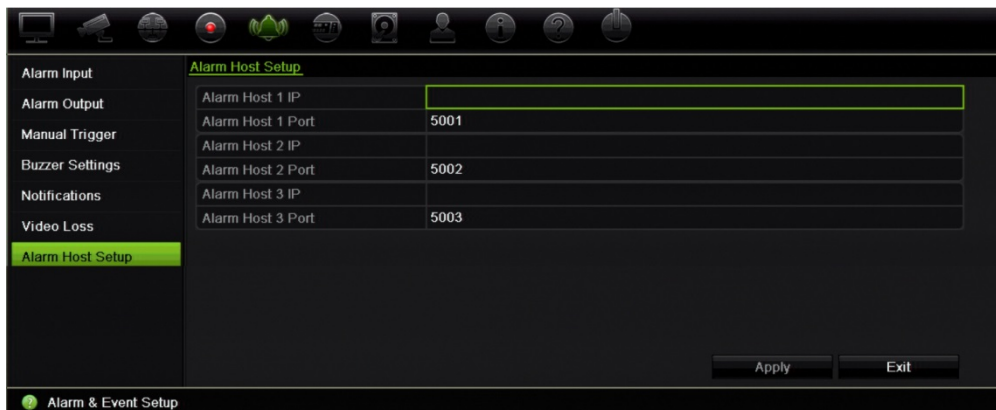 Alarm Input
Alarm Output
Manual Trigger
Buzzer Settings
Notifications
Video Loss
Alarm Host Setup
Alarm Host Setup
Alarm Host 1 IP
Alarm Host 1 Port 5001
Alarm Host 2 IP
Alarm Host 2 Port 5002
Alarm Host 3 IP
Alarm Host 3 Port 5003
Apply Exit
? Alarm & Event Setup